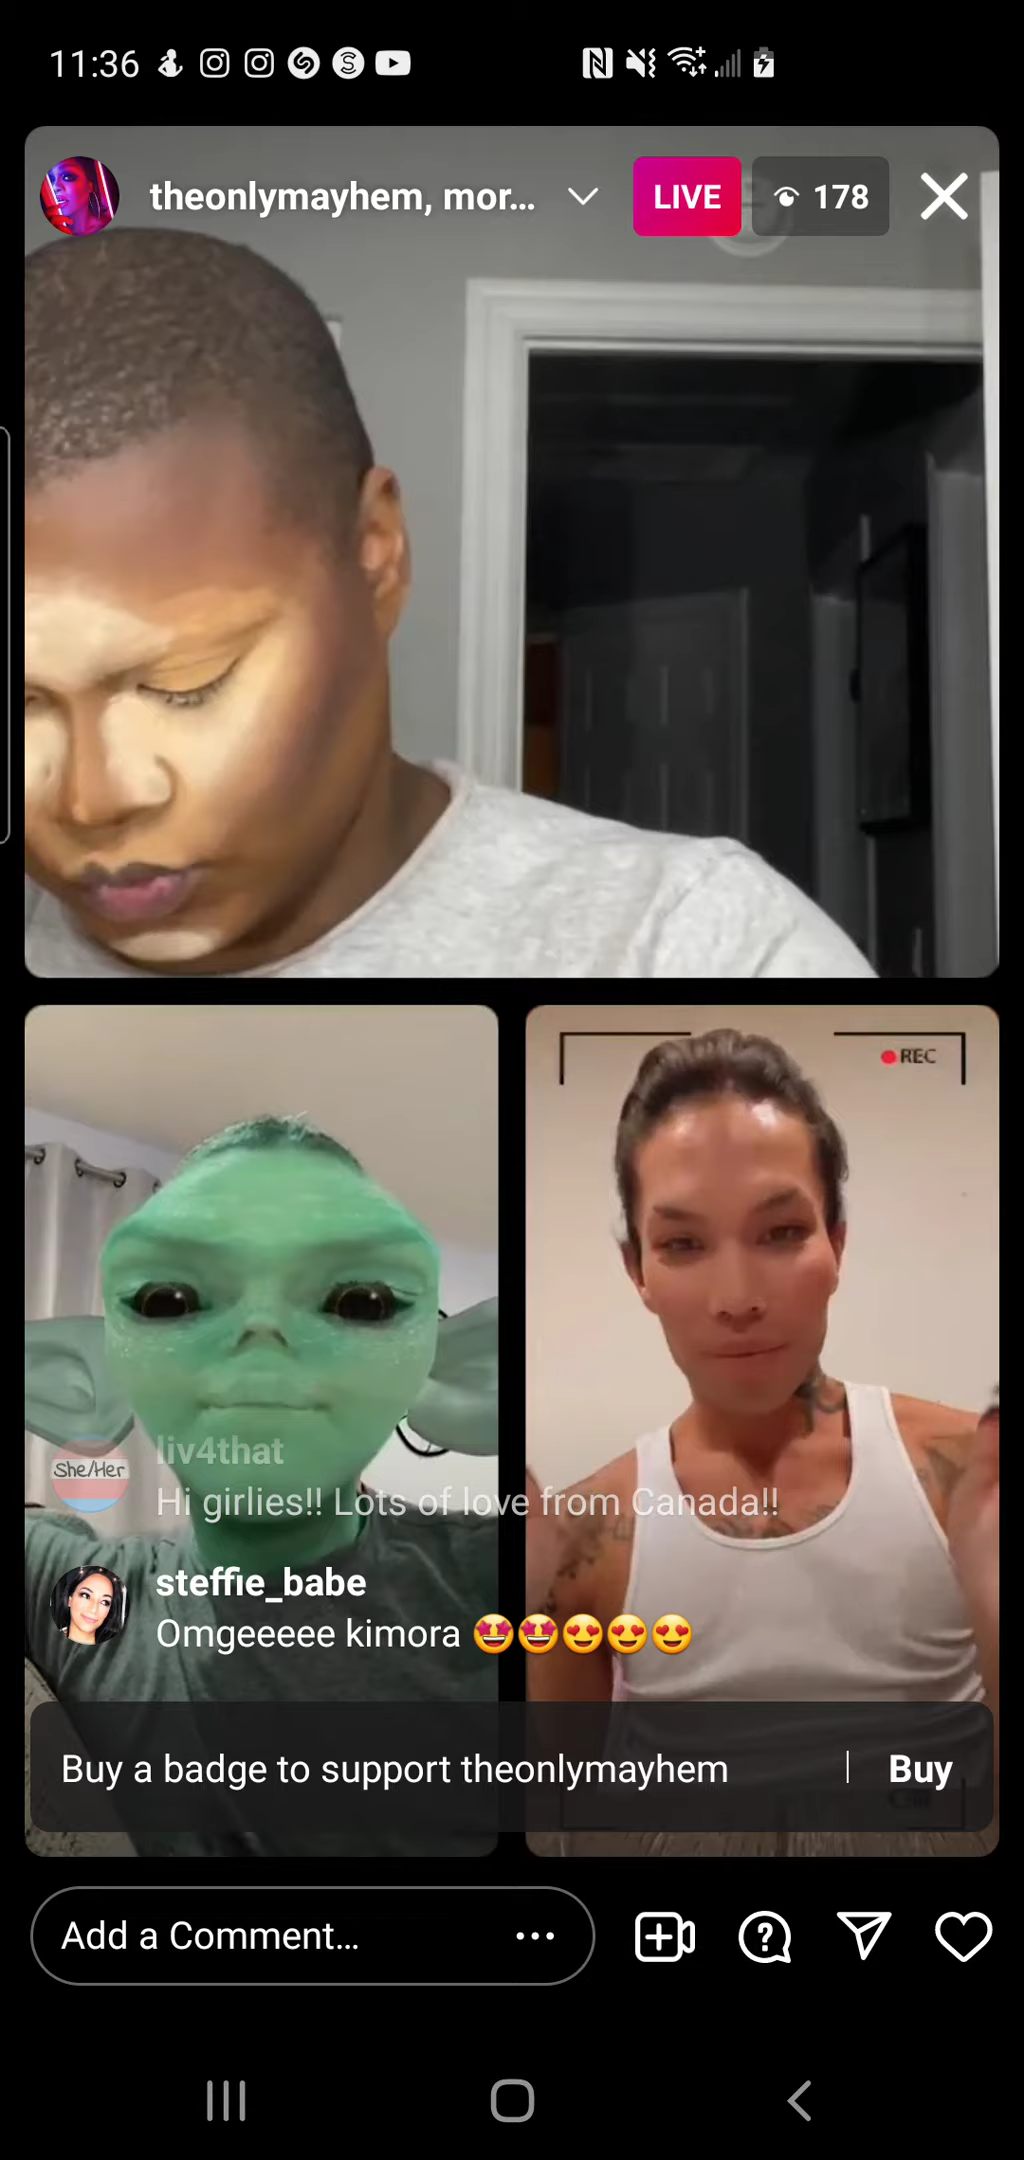 11:36
theonlymayhem, mor...
LIVE
178
REC
She/Her
liv4that
Hi girlies!! Lots of love from Canada!!
steffie_babe
Omgeeeee kimora 🤩🤩😍😍😍
Buy a badge to support theonlymayhem | Buy
Add a Comment...